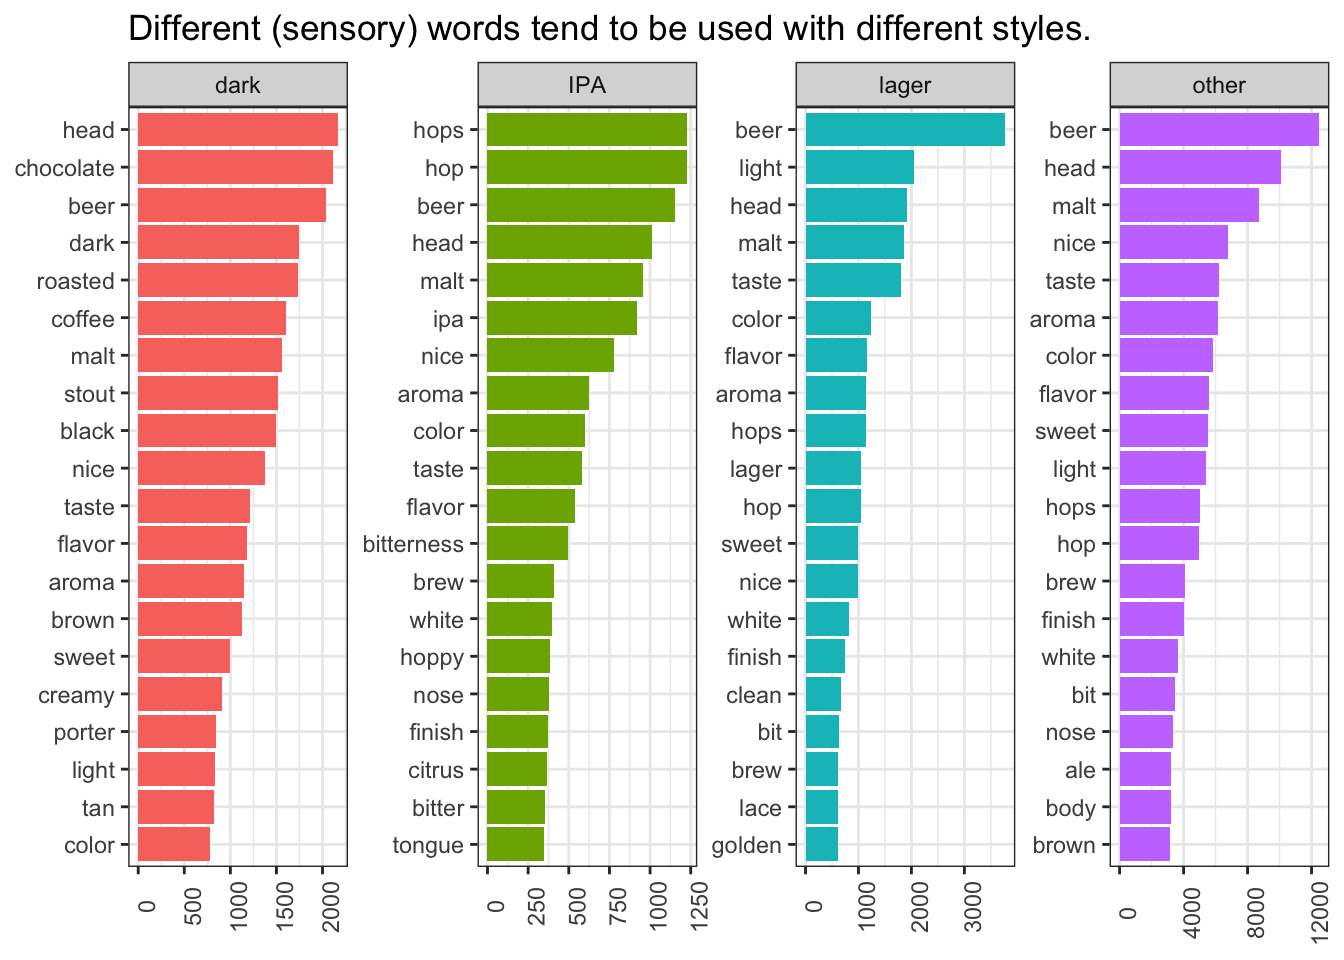 Different (sensory) words tend to be used with different styles.
dark
head
chocolate
beer
dark
roasted
coffee
malt
stout
black
nice
taste
flavor
aroma
brown
sweet
creamy
porter
light
tan
color
0 500 1000 1500 2000
IPA
hops
hop
beer
head
malt
ipa
nice
aroma
color
taste
flavor
bitterness
brew
white
hoppy
nose
finish
citrus
bitter
tongue
0 250 500 750 1000 1250
lager
beer
light
head
malt
taste
color
flavor
aroma
hops
lager
hop
sweet
nice
white
finish
clean
bit
brew
lace
golden
0 1000 2000 3000
other
beer
head
malt
nice
taste
aroma
color
flavor
sweet
light
hops
hop
brew
finish
white
bit
nose
ale
body
brown
0 4000 8000 12000